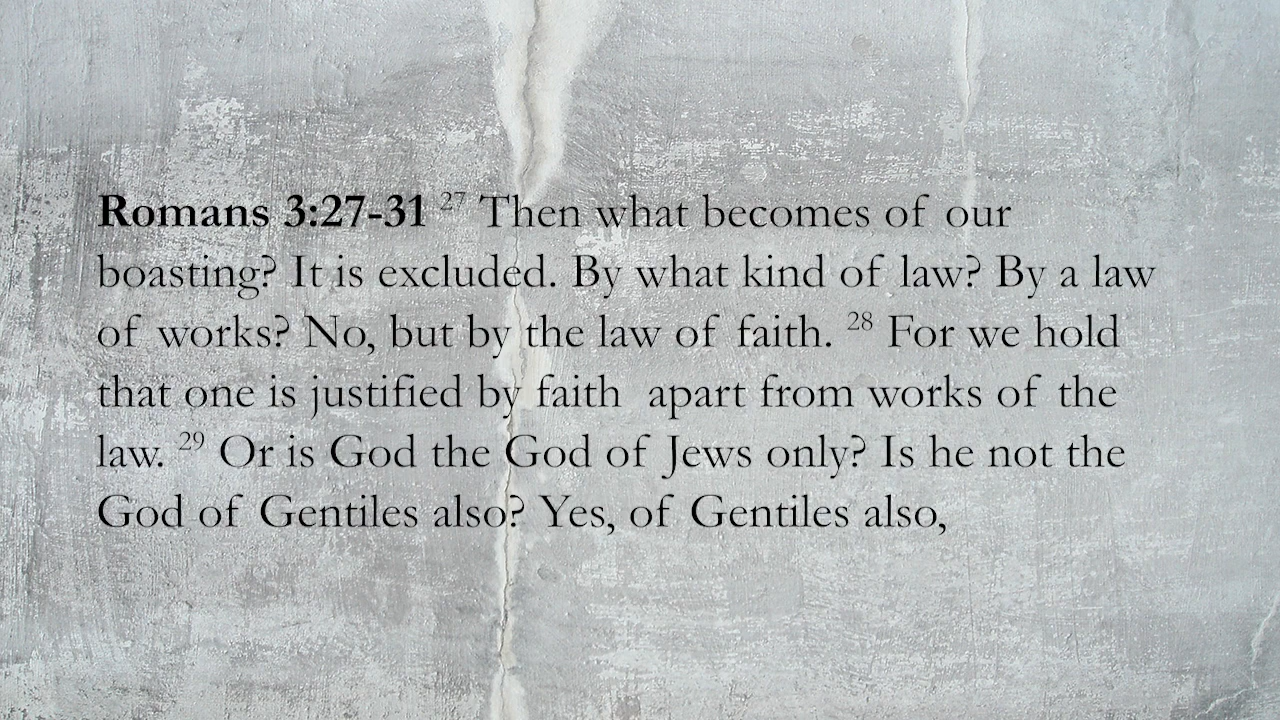 Romans 3:27-31 27 Then what becomes of our
boasting? It is excluded. By what kind of law? By a law
of works? No, but by the law of faith. 28 For we hold
that one is justified by faith apart from works of the
law. 29 Or is God the God of Jews only? Is he not the
God of Gentiles also? Yes, of Gentiles also,